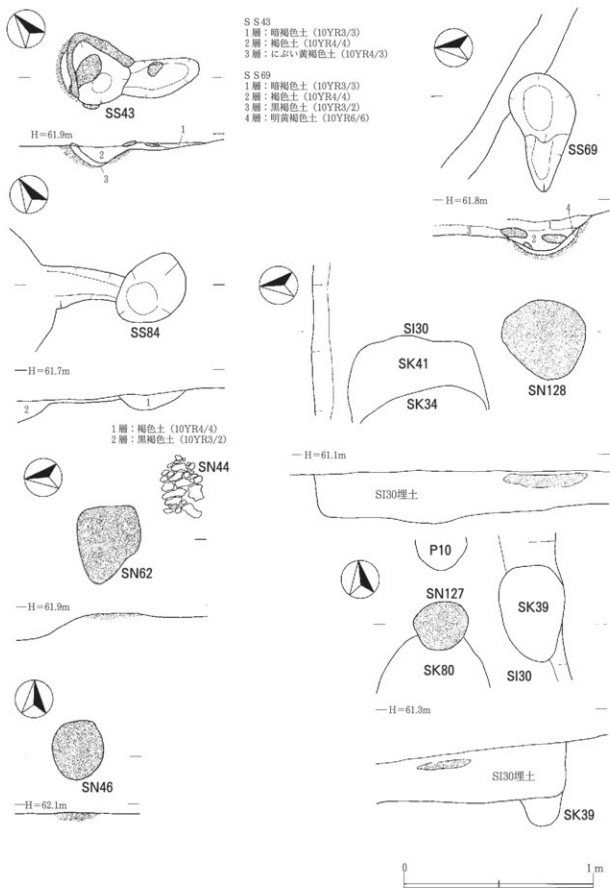 ＳＳ43
1層：暗褐色土（10YR3/3）
2層：褐色土（10YR4/4）
3層：にぶい黄褐色土（10YR4/3）
ＳＳ69
1層：暗褐色土（10YR3/3）
2層：褐色土（10YR4/4）
3層：黒褐色土（10YR3/2）
4層：明黄褐色土（10YR6/6）
SS43
H=61.9m
1
2
3
SS69
H=61.8m
4
3
2
SS84
H=61.7m
2
1
1層：褐色土（10YR4/4）
2層：黒褐色土（10YR3/2）
SI30
SK41
SK34
SN128
H=61.1m
SI30埋土
SN44
SN62
H=61.9m
P10
SN127
SK39
SK80
SI30
H=61.3m
SI30埋土
SK39
SN46
H=62.1m
0
1 m